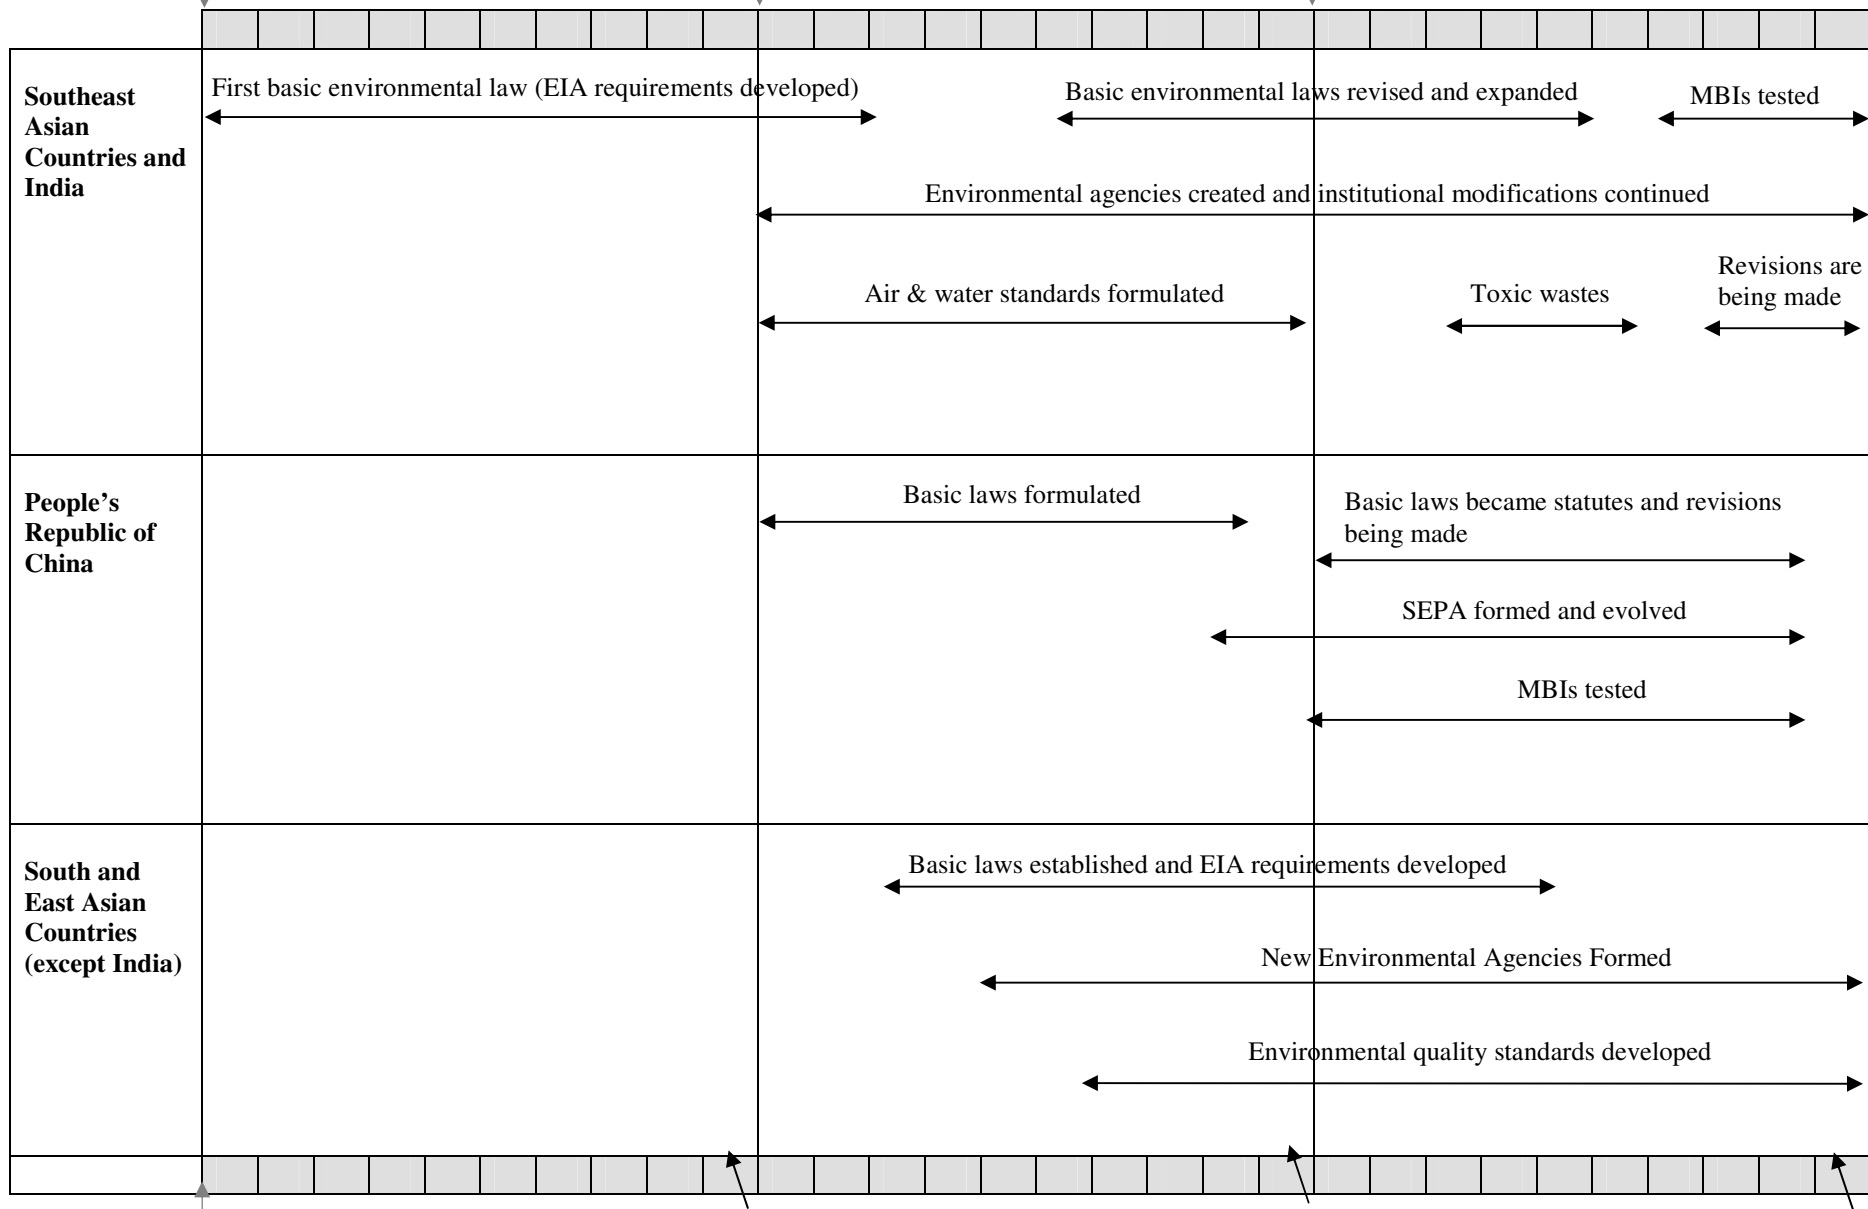 Southeast
Asian
Countries and
India
First basic environmental law (EIA requirements developed)
Basic environmental laws revised and expanded
MBIs tested
Environmental agencies created and institutional modifications continued
Air & water standards formulated
Toxic wastes
Revisions are
being made
People’s
Republic of
China
Basic laws formulated
Basic laws became statutes and revisions
being made
SEPA formed and evolved
MBIs tested
South and
East Asian
Countries
(except India)
Basic laws established and EIA requirements developed
New Environmental Agencies Formed
Environmental quality standards developed